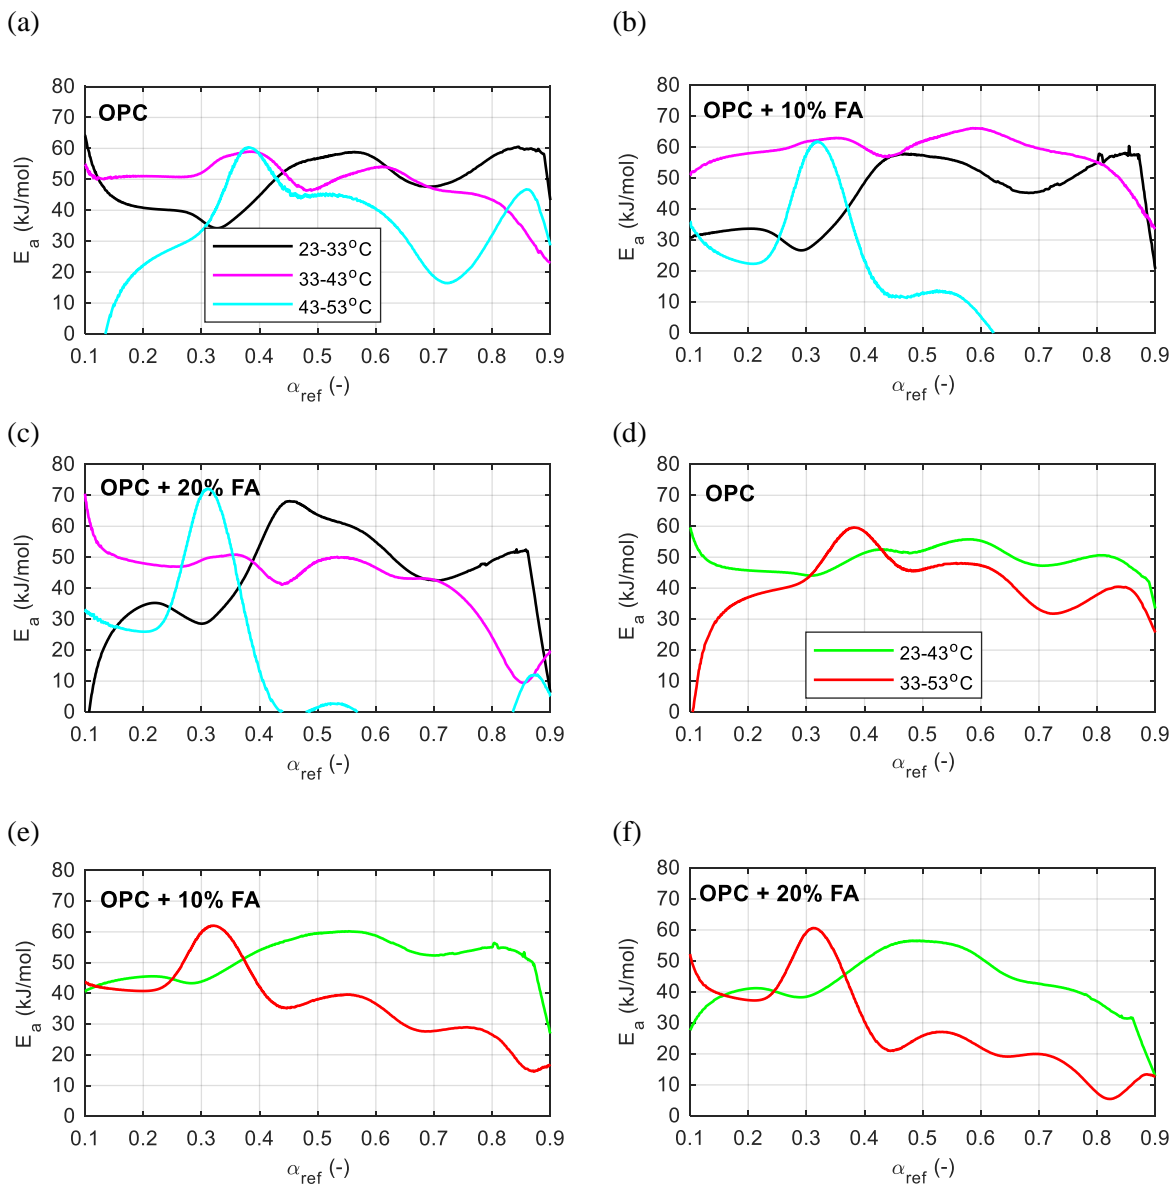 (a)
(b)
80
70
60
50
40
30
20
10
0
E_a (kJ/mol)
OPC
23-33°C
33-43°C
43-53°C
0.1 0.2 0.3 0.4 0.5 0.6 0.7 0.8 0.9
α_ref (-)
80
70
60
50
40
30
20
10
0
E_a (kJ/mol)
OPC + 10% FA
0.1 0.2 0.3 0.4 0.5 0.6 0.7 0.8 0.9
α_ref (-)
(c)
(d)
80
70
60
50
40
30
20
10
0
E_a (kJ/mol)
OPC + 20% FA
0.1 0.2 0.3 0.4 0.5 0.6 0.7 0.8 0.9
α_ref (-)
80
70
60
50
40
30
20
10
0
E_a (kJ/mol)
OPC
23-43°C
33-53°C
0.1 0.2 0.3 0.4 0.5 0.6 0.7 0.8 0.9
α_ref (-)
(e)
(f)
80
70
60
50
40
30
20
10
0
E_a (kJ/mol)
OPC + 10% FA
0.1 0.2 0.3 0.4 0.5 0.6 0.7 0.8 0.9
α_ref (-)
80
70
60
50
40
30
20
10
0
E_a (kJ/mol)
OPC + 20% FA
0.1 0.2 0.3 0.4 0.5 0.6 0.7 0.8 0.9
α_ref (-)